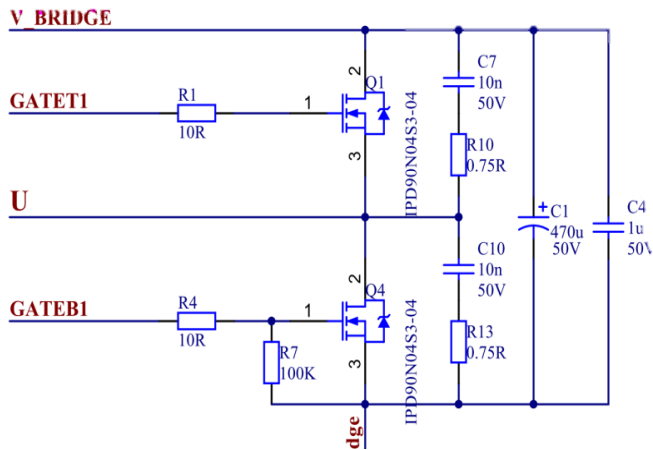 V_BRIDGE
GATET1
R1
10R
1
2
Q1
3
IPD90N04S3-04
C7
10n
50V
R10
0.75R
U
C1
470u
50V
C4
1u
50V
C10
10n
50V
GATEB1
R4
10R
1
2
Q4
3
IPD90N04S3-04
R7
100K
R13
0.75R
dge